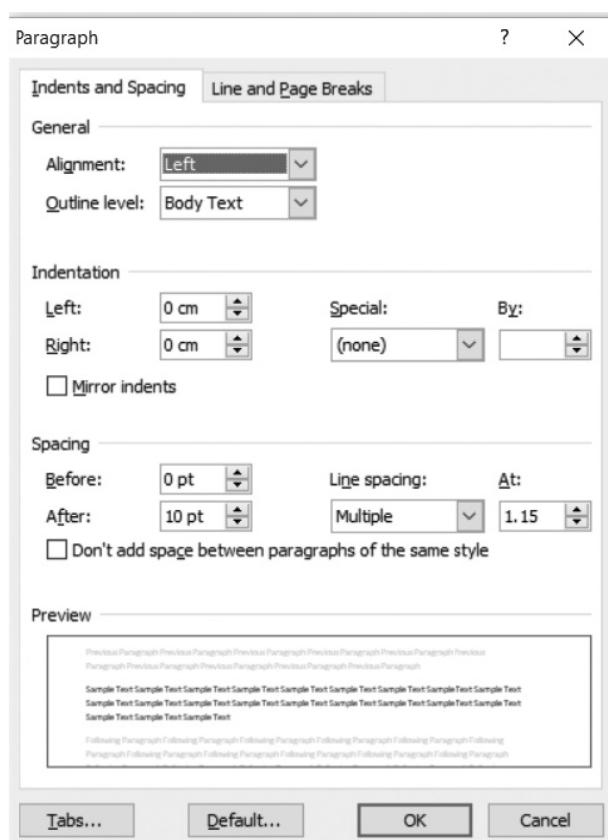 Paragraph ? ×
Indents and Spacing Line and Page Breaks
General
Alignment: Left
Outline level: Body Text
Indentation
Left: 0 cm Special: By:
Right: 0 cm (none)
Mirror indents
Spacing
Before: 0 pt Line spacing: At:
After: 10 pt Multiple 1.15
Don't add space between paragraphs of the same style
Preview
Previous Paragraph Previous Paragraph Previous Paragraph Previous Paragraph Previous Paragraph Previous
Paragraph Previous Paragraph Previous Paragraph Previous Paragraph Previous Paragraph
Sample Text Sample Text Sample Text Sample Text Sample Text Sample Text Sample Text Sample Text Sample Text
Sample Text Sample Text Sample Text Sample Text Sample Text Sample Text Sample Text Sample Text Sample Text
Sample Text Sample Text Sample Text
Following Paragraph Following Paragraph Following Paragraph Following Paragraph Following
Paragraph Following Paragraph Following Paragraph Following Paragraph Following Paragraph
Tabs... Default... OK Cancel